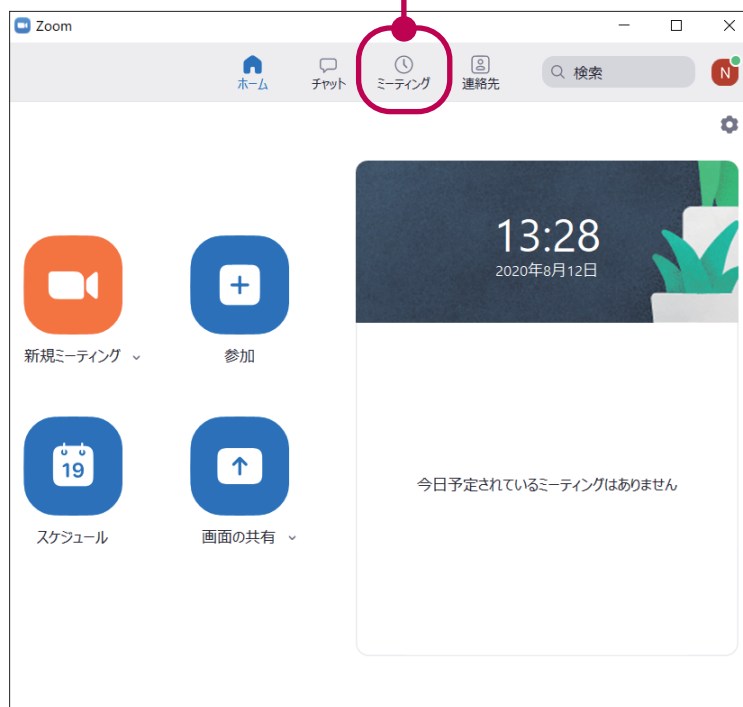 Zoom
ホーム
チャット
ミーティング
連絡先
検索
N
13:28
2020年8月12日
新規ミーティング
参加
19
スケジュール
画面の共有
今日予定されているミーティングはありません